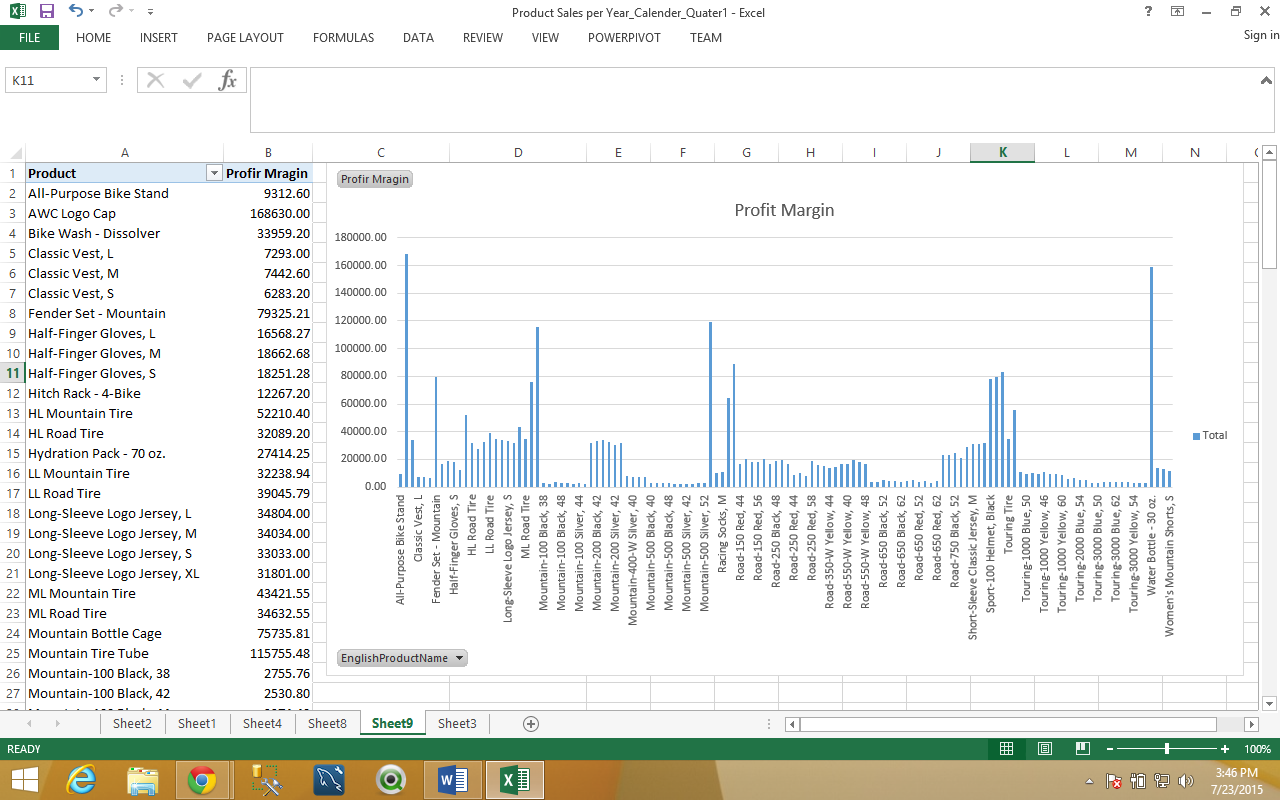 Product Sales per Year_Calender_Quater1 - Excel
FILE HOME INSERT PAGE LAYOUT FORMULAS DATA REVIEW VIEW POWERPIVOT TEAM Sign in
K11 fx
A B C D E F G H I J K L M N
1 Product Profir Mragin
2 All-Purpose Bike Stand 9312.60
3 AWC Logo Cap 168630.00
4 Bike Wash - Dissolver 33959.20
5 Classic Vest, L 7293.00
6 Classic Vest, M 7442.60
7 Classic Vest, S 6283.20
8 Fender Set - Mountain 79325.21
9 Half-Finger Gloves, L 16568.27
10 Half-Finger Gloves, M 18662.68
11 Half-Finger Gloves, S 18251.28
12 Hitch Rack - 4-Bike 12267.20
13 HL Mountain Tire 52210.40
14 HL Road Tire 32089.20
15 Hydration Pack - 70 oz. 27414.25
16 LL Mountain Tire 32238.94
17 LL Road Tire 39045.79
18 Long-Sleeve Logo Jersey, L 34804.00
19 Long-Sleeve Logo Jersey, M 34034.00
20 Long-Sleeve Logo Jersey, S 33033.00
21 Long-Sleeve Logo Jersey, XL 31801.00
22 ML Mountain Tire 43421.55
23 ML Road Tire 34632.55
24 Mountain Bottle Cage 75735.81
25 Mountain Tire Tube 115755.48
26 Mountain-100 Black, 38 2755.76
27 Mountain-100 Black, 42 2530.80
Profir Mragin
Profit Margin
180000.00
160000.00
140000.00
120000.00
100000.00
80000.00
60000.00
40000.00
20000.00
0.00
Total
All-Purpose Bike Stand
Classic Vest, L
Fender Set - Mountain
Half-Finger Gloves, S
HL Road Tire
LL Road Tire
Long-Sleeve Logo Jersey, S
ML Road Tire
Mountain-100 Black, 38
Mountain-100 Black, 48
Mountain-100 Silver, 44
Mountain-200 Black, 42
Mountain-200 Silver, 42
Mountain-400-W Silver, 40
Mountain-500 Black, 40
Mountain-500 Black, 48
Mountain-500 Silver, 42
Mountain-500 Silver, 52
Racing Socks, M
Road-150 Red, 44
Road-150 Red, 56
Road-250 Black, 48
Road-250 Red, 44
Road-250 Red, 58
Road-350-W Yellow, 44
Road-550-W Yellow, 40
Road-550-W Yellow, 48
Road-650 Black, 52
Road-650 Black, 62
Road-650 Red, 52
Road-650 Red, 62
Road-750 Black, 52
Short-Sleeve Classic Jersey, M
Sport-100 Helmet, Black
Touring Tire
Touring-1000 Blue, 50
Touring-1000 Yellow, 46
Touring-1000 Yellow, 60
Touring-2000 Blue, 54
Touring-3000 Blue, 50
Touring-3000 Blue, 62
Touring-3000 Yellow, 54
Water Bottle - 30 oz.
Women's Mountain Shorts, S
EnglishProductName
Sheet2 Sheet1 Sheet4 Sheet8 Sheet9 Sheet3
READY 100%
3:46 PM
7/23/2015